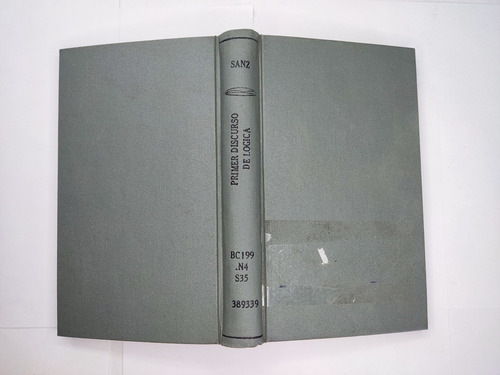 SANZ
PRIMER DISCURSO
DE LOGICA
BC199
.N4
S35
389339